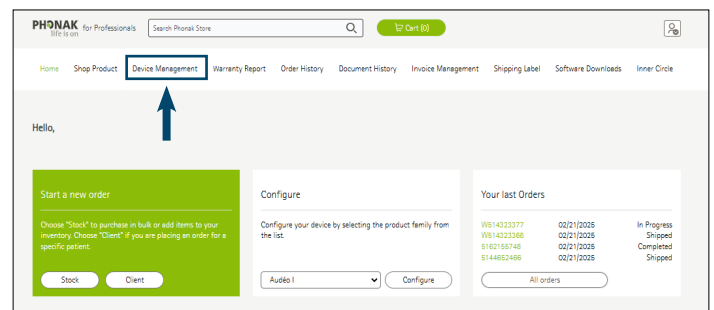 PHONAK for Professionals
life is on
Search Phonak Store
Cart (0)
Home Shop Product Device Management Warranty Report Order History Document History Invoice Management Shipping Label Software Downloads Inner Circle
Hello,
Start a new order
Choose "Stock" to purchase in bulk or add items to your
inventory. Choose "Client" if you are placing an order for a
specific patient.
Stock Client
Configure
Configure your device by selecting the product family from
the list.
Audéo I Configure
Your last Orders
W514323377 02/21/2025 In Progress
W514323366 02/21/2025 Shipped
5162155748 02/21/2025 Completed
5144652466 02/21/2025 Shipped
All orders